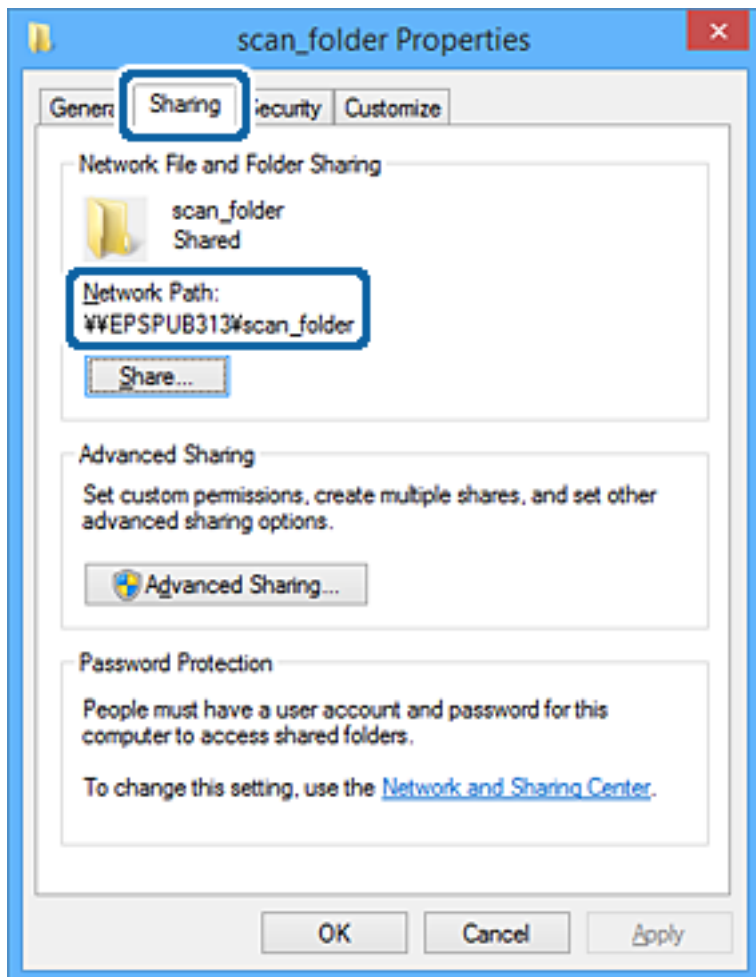 scan_folder Properties
General Sharing Security Customize
Network File and Folder Sharing
scan_folder
Shared
Network Path:
¥¥EPSPUB313¥scan_folder
Share...
Advanced Sharing
Set custom permissions, create multiple shares, and set other
advanced sharing options.
Advanced Sharing...
Password Protection
People must have a user account and password for this
computer to access shared folders.
To change this setting, use the Network and Sharing Center.
OK Cancel Apply